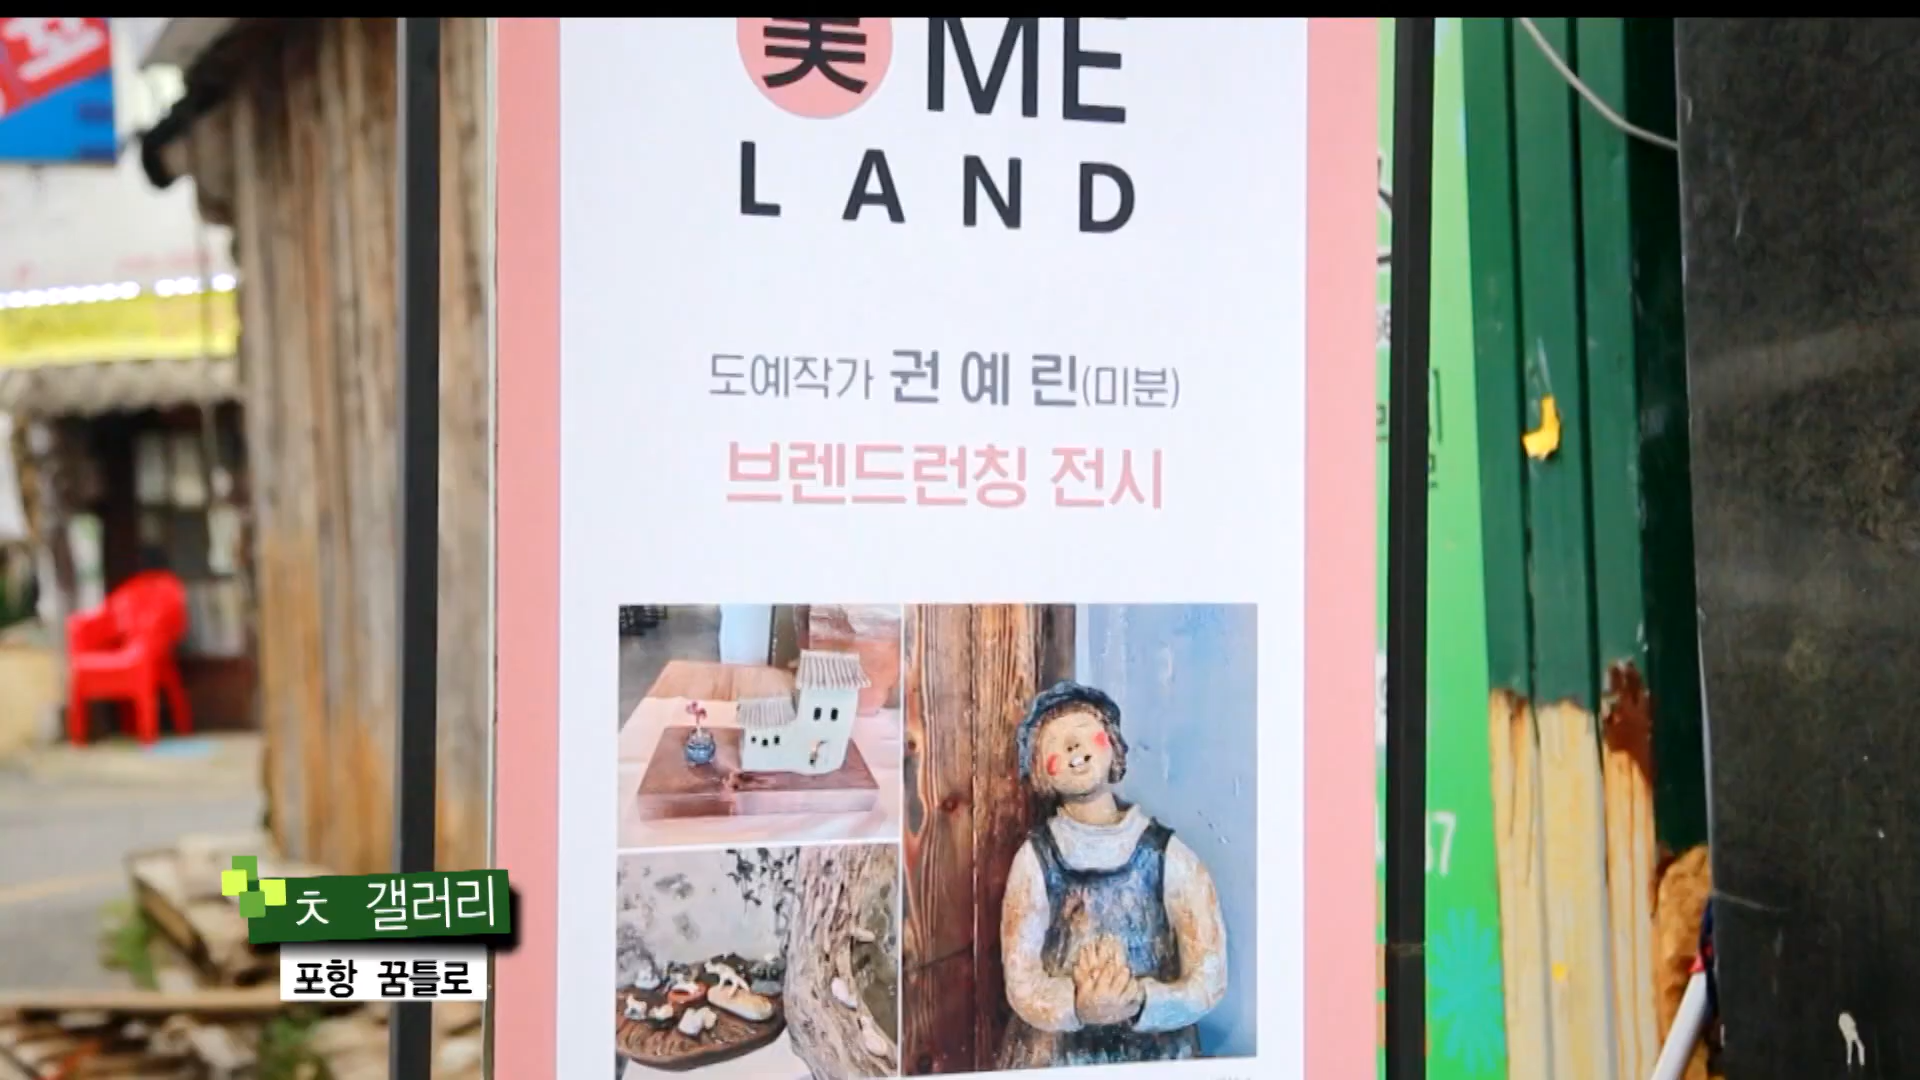 美 ME
LAND
도예작가 권예린(미분)
브렌드런칭 전시
ㅊ 갤러리
포항 꿈틀로